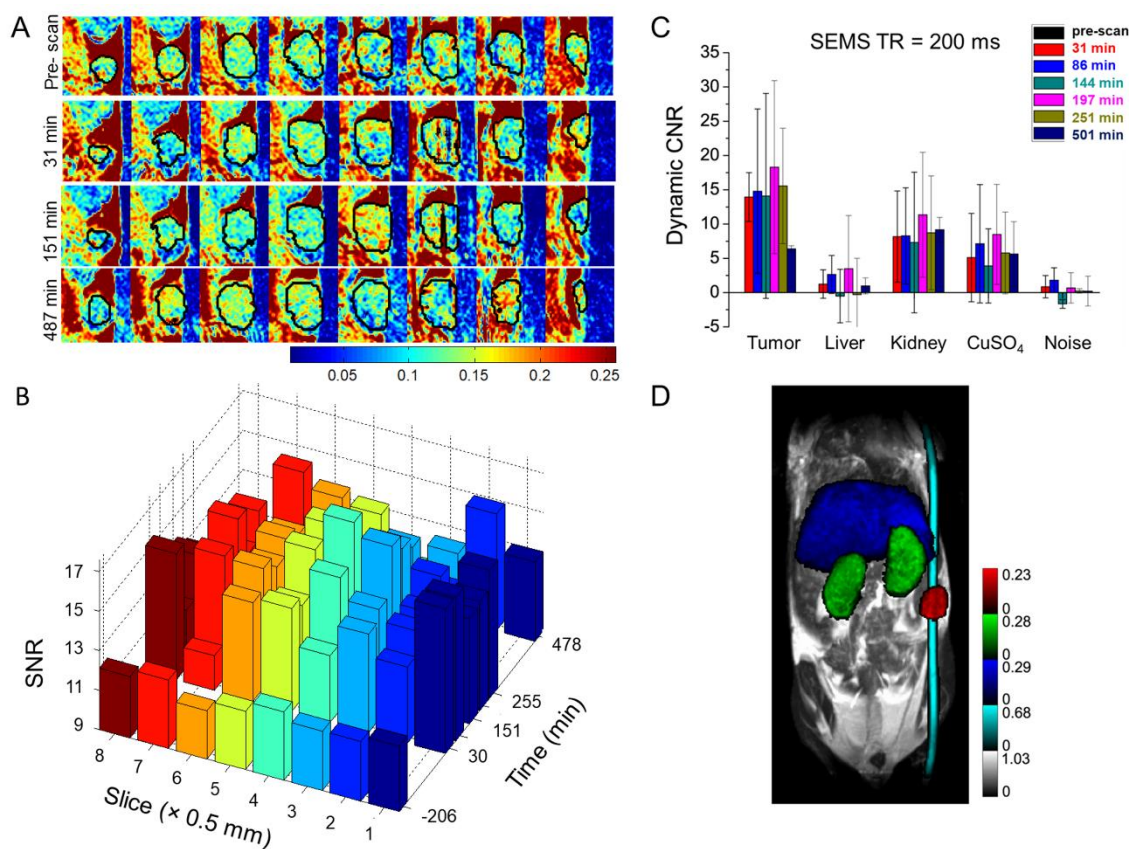 A
Pre- scan
31 min
151 min
487 min
0.05 0.1 0.15 0.2 0.25
B
SNR
17
15
13
11
9
8 7 6 5 4 3 2 1
Slice (× 0.5 mm)
-206 30 151 255 478
Time (min)
C
SEMS TR = 200 ms
pre-scan
31 min
86 min
144 min
197 min
251 min
501 min
Dynamic CNR
35
30
25
20
15
10
5
0
-5
Tumor Liver Kidney CuSO₄ Noise
D
0.23
0
0.28
0
0.29
0
0.68
0
1.03
0